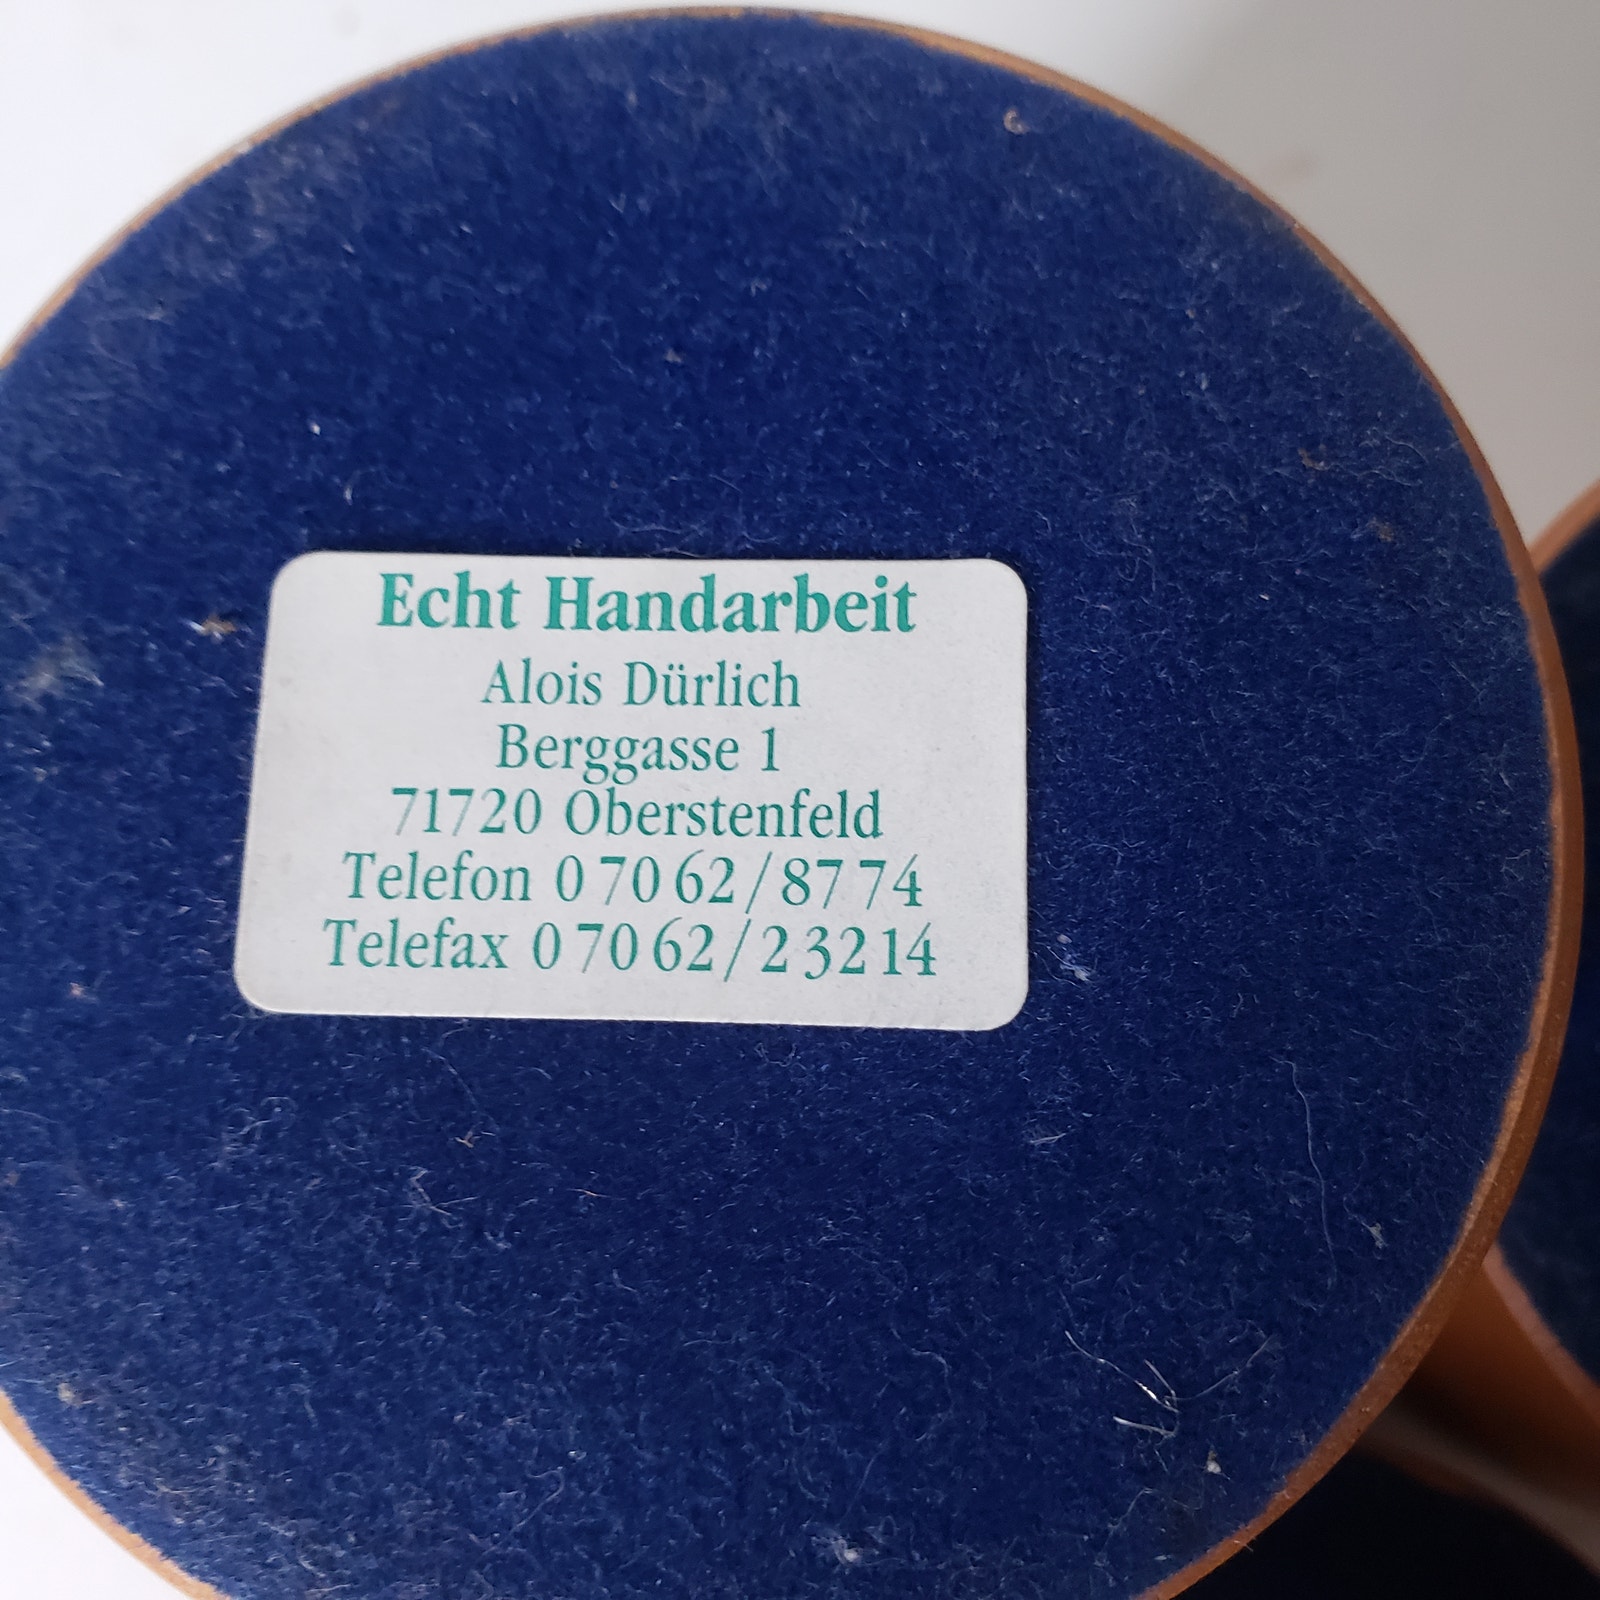 Echt Handarbeit
Alois Dürlich
Berggasse 1
71720 Oberstenfeld
Telefon 0 70 62/87 74
Telefax 0 70 62/2 32 14